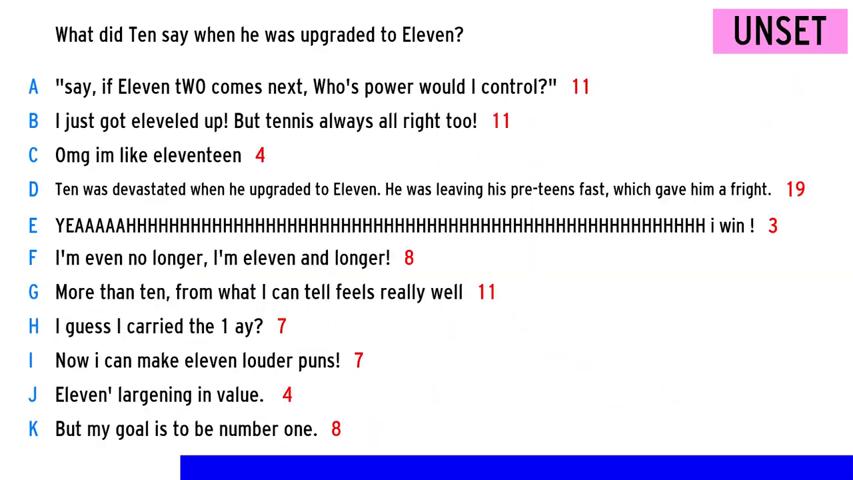 What did Ten say when he was upgraded to Eleven?
UNSET
A "say, if Eleven tWO comes next, Who's power would I control?" 11
B I just got eleveled up! But tennis always all right too! 11
C Omg im like eleventeen 4
D Ten was devastated when he upgraded to Eleven. He was leaving his pre-teens fast, which gave him a fright. 19
E YEAAAAAHHHHHHHHHHHHHHHHHHHHHHHHHHHHHHHHHHHHHHHHHHHHHHHHHHHHHHHH i win ! 3
F I'm even no longer, I'm eleven and longer! 8
G More than ten, from what I can tell feels really well 11
H I guess I carried the 1 ay? 7
I Now i can make eleven louder puns! 7
J Eleven' largening in value. 4
K But my goal is to be number one. 8